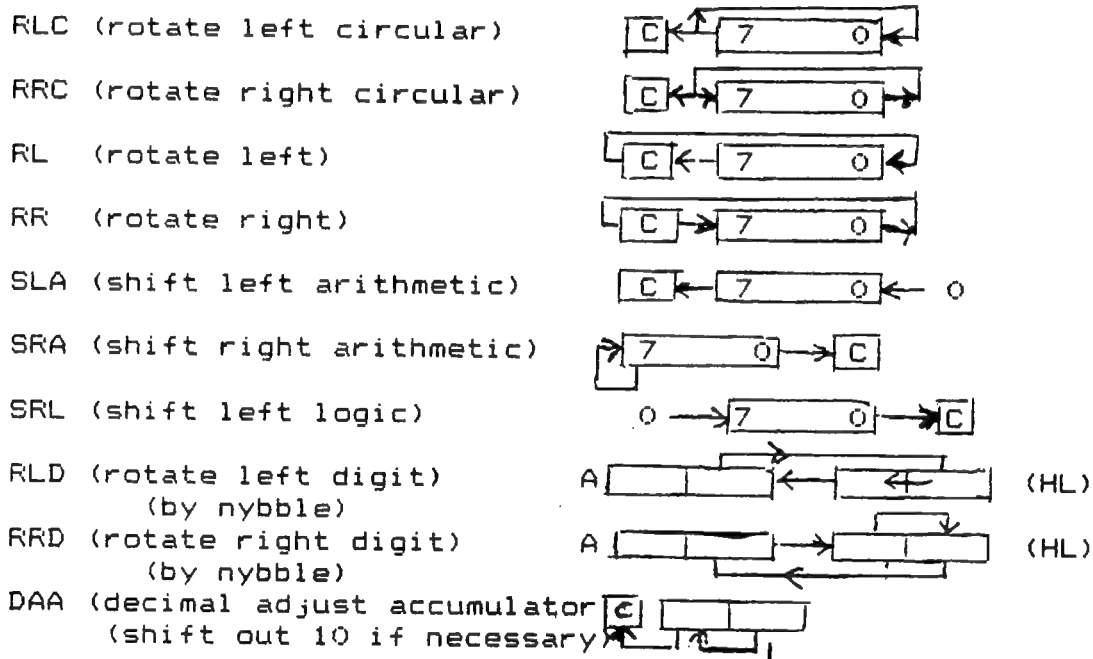 RLC (rotate left circular) C 7 0
RRC (rotate right circular) C 7 0
RL (rotate left) C 7 0
RR (rotate right) C 7 0
SLA (shift left arithmetic) C 7 0 0
SRA (shift right arithmetic) 7 0 C
SRL (shift left logic) 0 7 0 C
RLD (rotate left digit) A (HL)
(by nybble)
RRD (rotate right digit) A (HL)
(by nybble)
DAA (decimal adjust accumulator C
(shift out 10 if necessary)